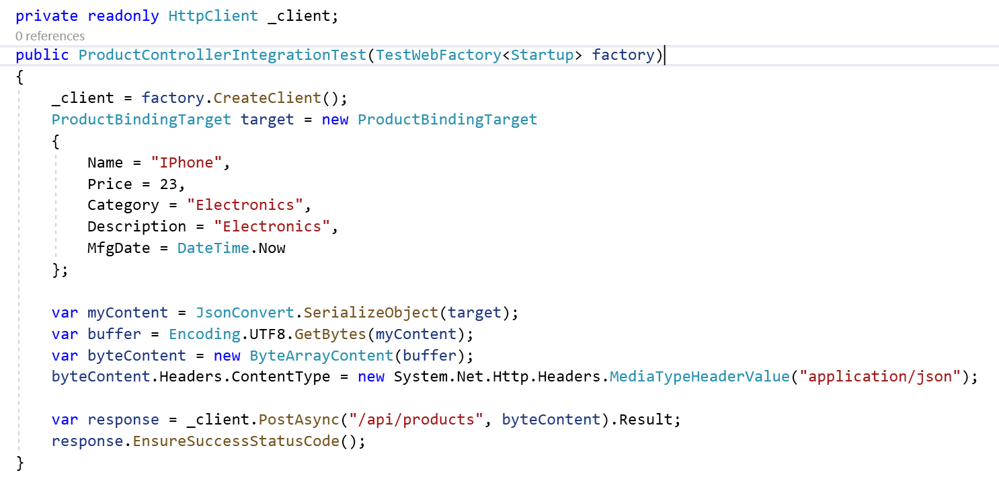 private readonly HttpClient _client;
0 references
public ProductControllerIntegrationTest(TestWebFactory<Startup> factory)
{
    _client = factory.CreateClient();
    ProductBindingTarget target = new ProductBindingTarget
    {
        Name = "IPhone",
        Price = 23,
        Category = "Electronics",
        Description = "Electronics",
        MfgDate = DateTime.Now
    };

    var myContent = JsonConvert.SerializeObject(target);
    var buffer = Encoding.UTF8.GetBytes(myContent);
    var byteContent = new ByteArrayContent(buffer);
    byteContent.Headers.ContentType = new System.Net.Http.Headers.MediaTypeHeaderValue("application/json");

    var response = _client.PostAsync("/api/products", byteContent).Result;
    response.EnsureSuccessStatusCode();
}